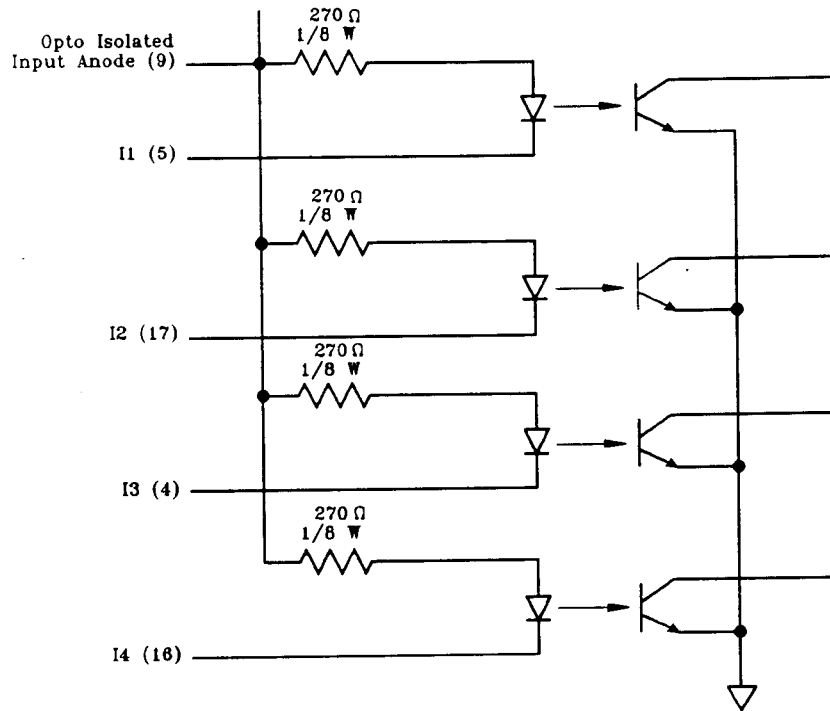 270 Ω
1/8 W
Opto Isolated
Input Anode (9)
I1 (5)
270 Ω
1/8 W
I2 (17)
270 Ω
1/8 W
I3 (4)
270 Ω
1/8 W
I4 (16)